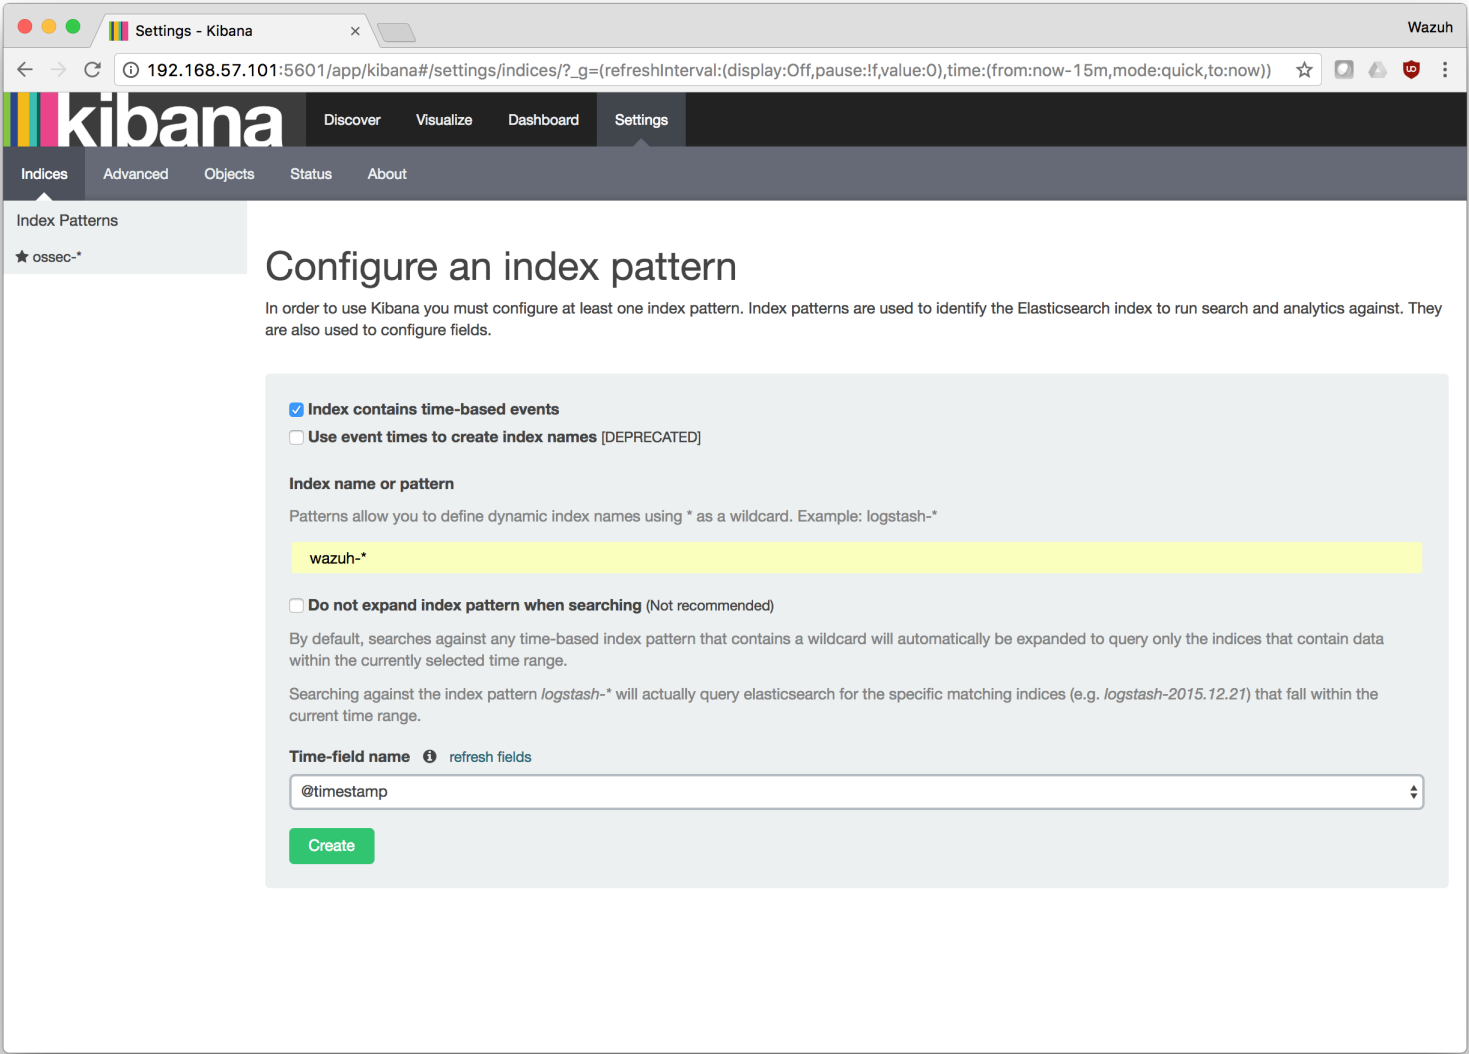 Settings - Kibana
Wazuh
192.168.57.101:5601/app/kibana#/settings/indices/?_g=(refreshInterval:(display:Off,pause:!f,value:0),time:(from:now-15m,mode:quick,to:now))
kibana
Discover
Visualize
Dashboard
Settings
Indices
Advanced
Objects
Status
About
Index Patterns
ossec-*
Configure an index pattern
In order to use Kibana you must configure at least one index pattern. Index patterns are used to identify the Elasticsearch index to run search and analytics against. They
are also used to configure fields.
Index contains time-based events
Use event times to create index names [DEPRECATED]
Index name or pattern
Patterns allow you to define dynamic index names using * as a wildcard. Example: logstash-*
wazuh-*
Do not expand index pattern when searching (Not recommended)
By default, searches against any time-based index pattern that contains a wildcard will automatically be expanded to query only the indices that contain data
within the currently selected time range.
Searching against the index pattern logstash-* will actually query elasticsearch for the specific matching indices (e.g. logstash-2015.12.21) that fall within the
current time range.
Time-field name refresh fields
@timestamp
Create